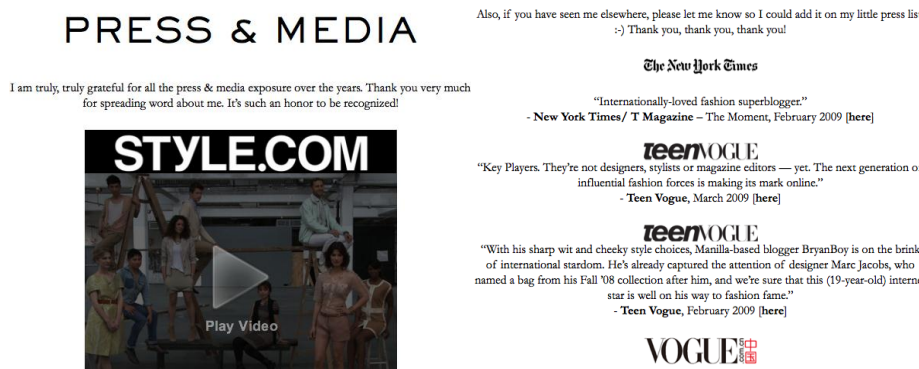 PRESS & MEDIA
I am truly, truly grateful for all the press & media exposure over the years. Thank you very much
for spreading word about me. It's such an honor to be recognized!
STYLE.COM
Play Video
Also, if you have seen me elsewhere, please let me know so I could add it on my little press lis
:-) Thank you, thank you, thank you!
The New York Times
“Internationally-loved fashion superblogger.”
- New York Times/ T Magazine – The Moment, February 2009 [here]
teenVOGUE
“Key Players. They're not designers, stylists or magazine editors — yet. The next generation o
influential fashion forces is making its mark online.”
- Teen Vogue, March 2009 [here]
teenVOGUE
“With his sharp wit and cheeky style choices, Manilla-based blogger BryanBoy is on the brink
of international stardom. He's already captured the attention of designer Marc Jacobs, who
named a bag from his Fall '08 collection after him, and we're sure that this (19-year-old) interne
star is well on his way to fashion fame.”
- Teen Vogue, February 2009 [here]
VOGUE 中国